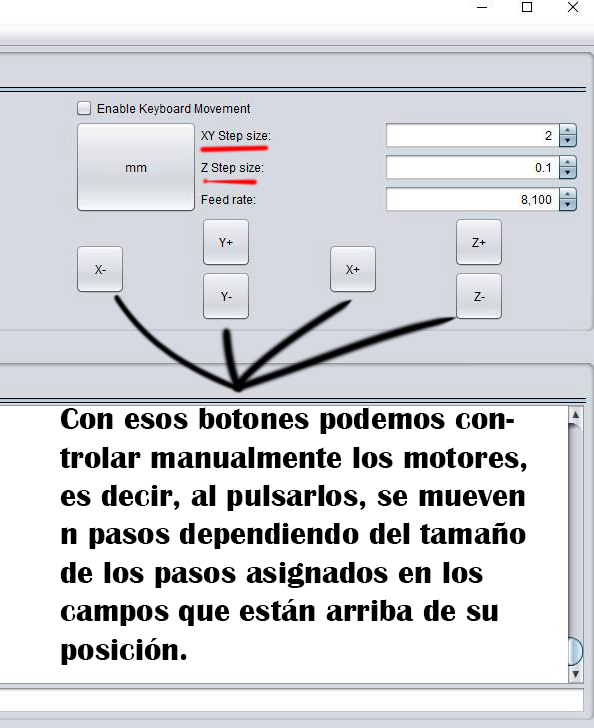 Enable Keyboard Movement
XY Step size:
2
mm
Z Step size:
0.1
Feed rate:
8,100
Y+
Z+
X-
X+
Y-
Z-
Con esos botones podemos con-
trolar manualmente los motores,
es decir, al pulsarlos, se mueven
n pasos dependiendo del tamaño
de los pasos asignados en los
campos que están arriba de su
posición.